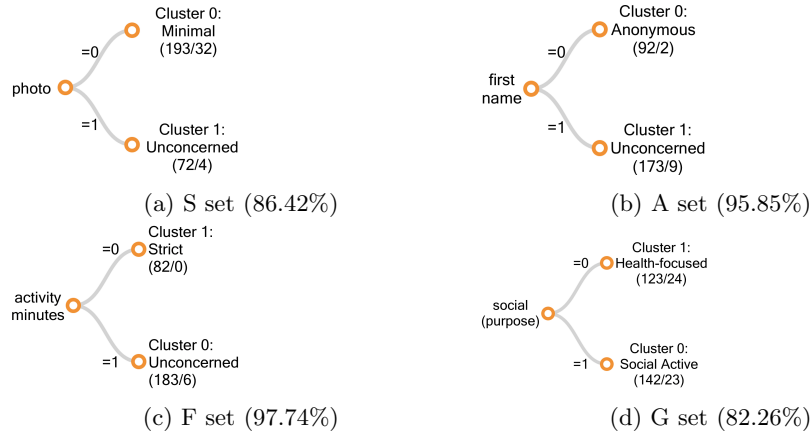 Cluster 0:
Minimal
(193/32)
=0
photo
=1
Cluster 1:
Unconcerned
(72/4)
(a) S set (86.42%)
Cluster 0:
Anonymous
(92/2)
=0
first
name
=1
Cluster 1:
Unconcerned
(173/9)
(b) A set (95.85%)
Cluster 1:
Strict
(82/0)
=0
activity
minutes
=1
Cluster 0:
Unconcerned
(183/6)
(c) F set (97.74%)
Cluster 1:
Health-focused
(123/24)
=0
social
(purpose)
=1
Cluster 0:
Social Active
(142/23)
(d) G set (82.26%)